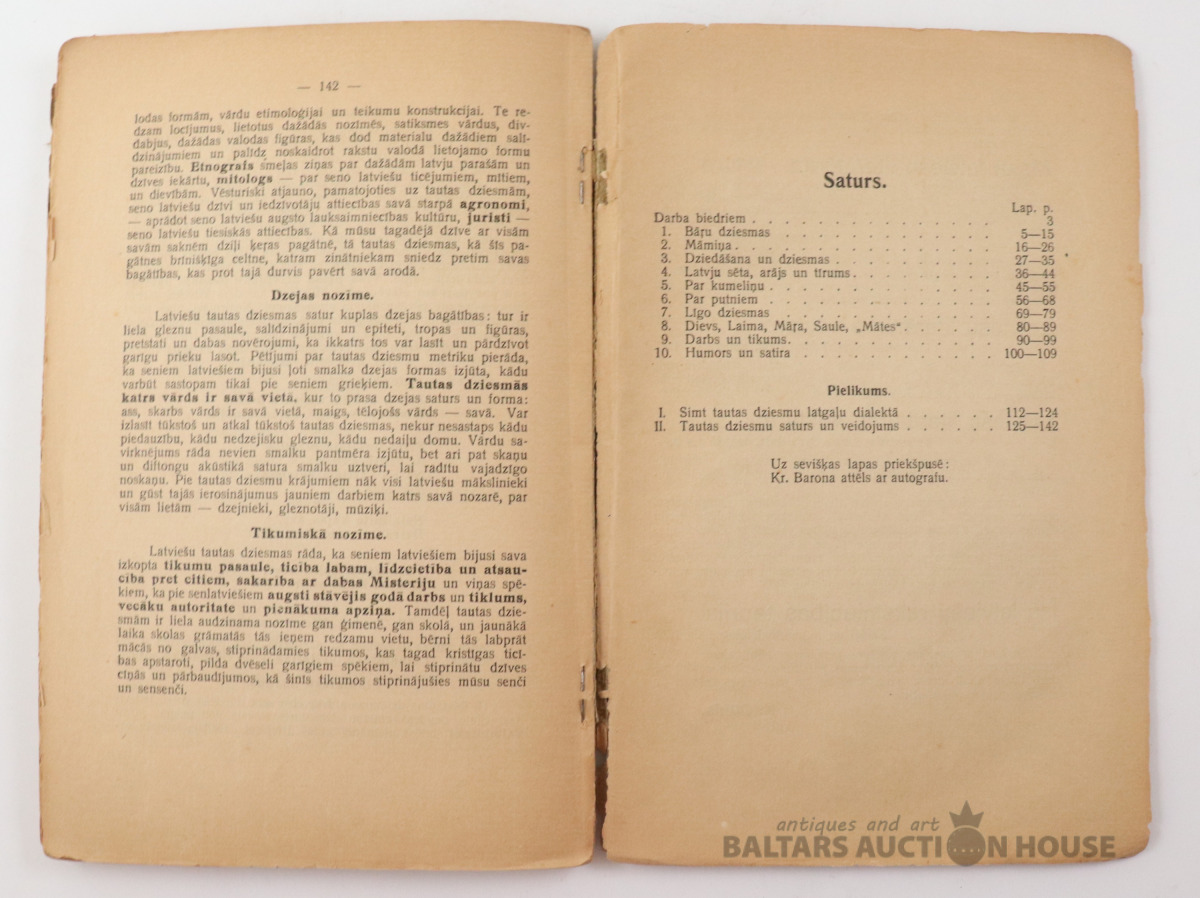 — 142 —
lodas formām, vārdu etimoloģijai un teikumu konstrukcijai. Te re-
dzam locījumus, lietotus dažādās nozīmēs, satiksmes vārdus, div-
dabjus, dažādas valodas figūras, kas dod materialu dažādiem salī-
dzinājumiem un palīdz noskaidrot rakstu valodā lietojamo formu
pareizību. Etnografs smeļas ziņas par dažādām latvju parašām un
dzīves iekārtu, mitologs — par seno latviešu ticējumiem, mītiem,
un dievībām. Vēsturiski atjauno, pamatojoties uz tautas dziesmām,
seno latviešu dzīvi un iedzīvotāju attiecības savā starpā agronomi,
— aprādot seno latviešu augsto lauksaimniecības kultūru, juristi —
seno latviešu tiesiskās attiecības. Kā mūsu tagadējā dzīve ar visām
savām saknēm dziļi ķeras pagātnē, tā tautas dziesmas, kā šīs pa-
gātnes brīnišķīga celtne, katram zinātniekam sniedz pretim savas
bagātības, kas prot tajā durvis pavērt savā arodā.
Dzejas nozīme.
Latviešu tautas dziesmas satur kuplas dzejas bagātības: tur ir
liela gleznu pasaule, salīdzinājumi un epiteti, tropas un figūras,
pretstati un dabas novērojumi, ka ikkatrs tos var lasīt un pārdzīvot
garīgu prieku lasot. Pētījumi par tautas dziesmu metriku pierāda,
ka seniem latviešiem bijusi ļoti smalka dzejas formas izjūta, kādu
varbūt sastopam tikai pie seniem grieķiem. Tautas dziesmās
katrs vārds ir savā vietā, kur to prasa dzejas saturs un forma:
ass, skarbs vārds ir savā vietā, maigs, tēlojošs vārds — savā. Var
izlasīt tūkstoš un atkal tūkstoš tautas dziesmas, nekur nesastaps kādu
piedauzību, kādu nedzejisku gleznu, kādu nedaiļu domu. Vārdu sa-
virknējums rāda nevien smalku pantmēra izjūtu, bet arī pat skaņu
un diftongu akūstikā satura smalku uztveri, lai radītu vajadzīgo
noskaņu. Pie tautas dziesmu krājumiem nāk visi latviešu mākslinieki
un gūst tajās ierosinājumus jauniem darbiem katrs savā nozarē, par
visām lietām — dzejnieki, gleznotāji, mūziķi.
Tikumiskā nozīme.
Latviešu tautas dziesmas rāda, ka seniem latviešiem bijusi sava
izkopta tikumu pasaule, ticība labam, līdzcietība un atsau-
cība pret citiem, sakarība ar dabas Misteriju un viņas spē-
kiem, ka pie senlatviešiem augsti stāvējis godā darbs un tiklums,
vecāku autoritate un pienākuma apziņa. Tamdēļ tautas dzie-
smām ir liela audzinama nozīme gan ģimenē, gan skolā, un jaunākā
laika skolas grāmatās tās ieņem redzamu vietu, bērni tās labprāt
mācās no galvas, stiprinādamies tikumos, kas tagad kristīgas ticī-
bas apstaroti, pilda dvēseli garīgiem spēkiem, lai stiprinātu dzīves
cīņās un pārbaudījumos, kā šinīs tikumos stiprinājušies mūsu senči
un sensenči.
Saturs.
Lap. p.
Darba biedriem . . . . . . . . . . . . . 3
1. Bāŗu dziesmas . . . . . . . . . . . 5—15
2. Māmiņa . . . . . . . . . . . . . 16—26
3. Dziedāšana un dziesmas . . . . . . . . 27—35
4. Latvju sēta, arājs un tīrums . . . . . . . 36—44
5. Par kumeliņu . . . . . . . . . . . 45—55
6. Par putniem . . . . . . . . . . . . 56—68
7. Līgo dziesmas . . . . . . . . . . . 69—79
8. Dievs, Laima, Māŗa, Saule, „Mātes“ . . . . 80—89
9. Darbs un tikums . . . . . . . . . . 90—99
10. Humors un satira . . . . . . . . . . 100—109
Pielikums.
I. Simt tautas dziesmu latgaļu dialektā . . . . . . 112—124
II. Tautas dziesmu saturs un veidojums . . . . . . 125—142
Uz sevišķas lapas priekšpusē:
Kr. Barona attēls ar autografu.
antiques and art
BALTARS AUCTION HOUSE